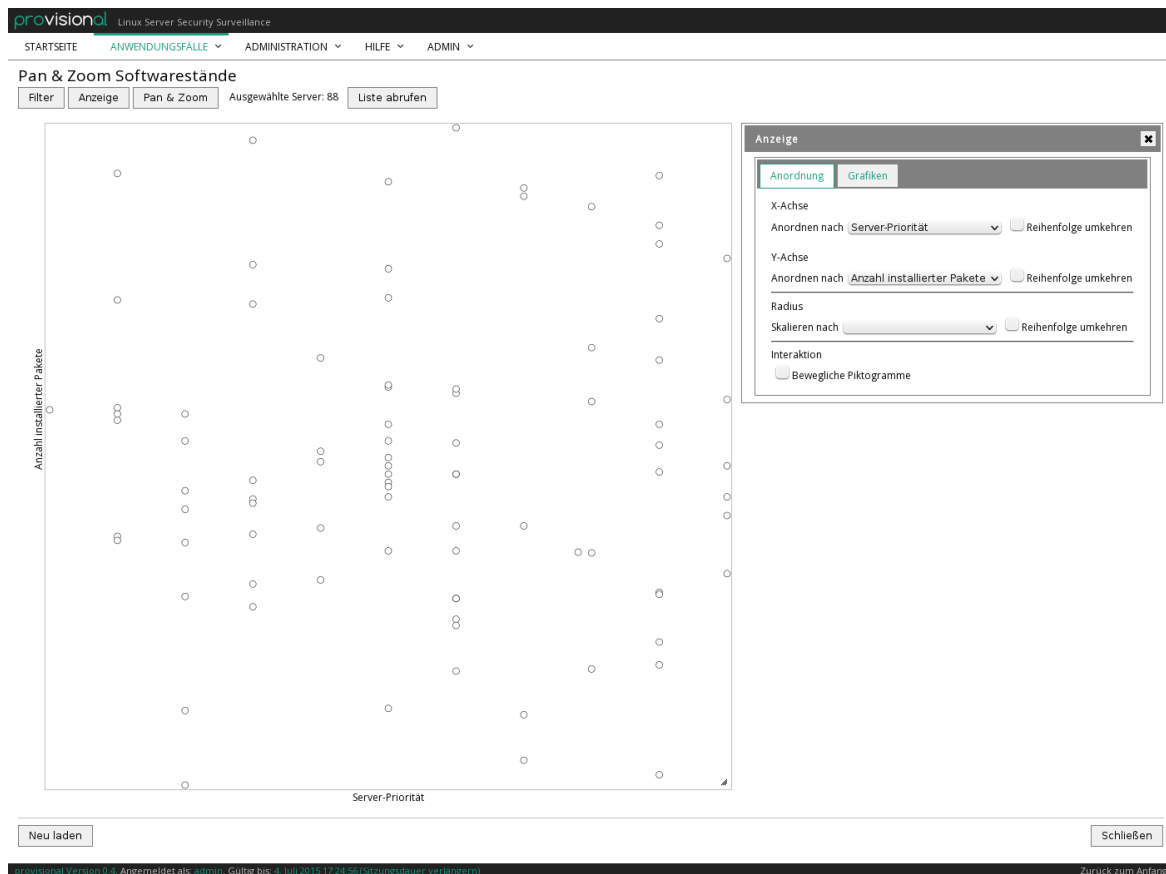 provisional Linux Server Security Surveillance
STARTSEITE ANWENDUNGSFÄLLE ADMINISTRATION HILFE ADMIN
Pan & Zoom Softwarestände
Filter Anzeige Pan & Zoom Ausgewählte Server: 88 Liste abrufen
Anzahl installierter Pakete
Server-Priorität
Anzeige
Anordnung Grafiken
X-Achse
Anordnen nach Server-Priorität Reihenfolge umkehren
Y-Achse
Anordnen nach Anzahl installierter Pakete Reihenfolge umkehren
Radius
Skalieren nach Reihenfolge umkehren
Interaktion
Bewegliche Piktogramme
Neu laden Schließen
provisional Version 0.4. Angemeldet als: admin. Gültig bis: 4. Juli 2015 17:24:56 (Sitzungsdauer verlängern) Zurück zum Anfang